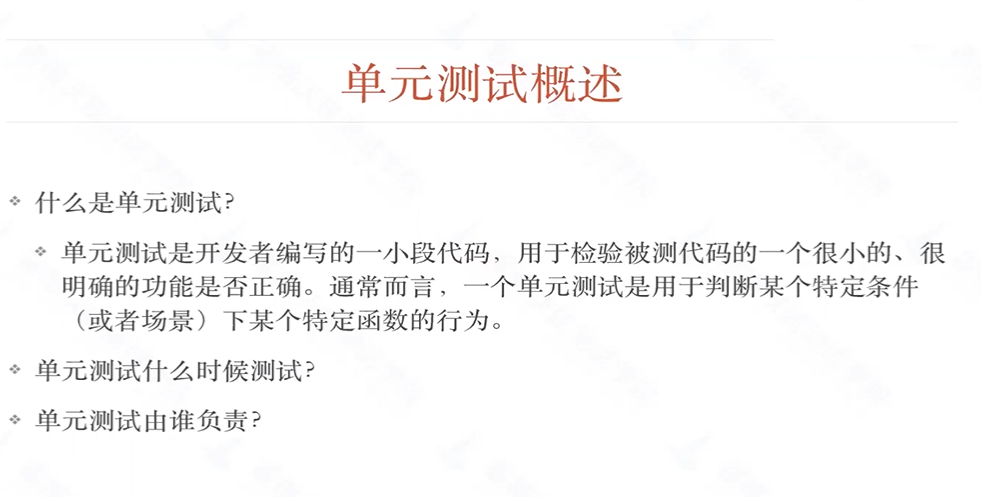 单元测试概述
什么是单元测试?
单元测试是开发者编写的一小段代码，用于检验被测代码的一个很小的、很
明确的功能是否正确。通常而言，一个单元测试是用于判断某个特定条件
（或者场景）下某个特定函数的行为。
单元测试什么时候测试?
单元测试由谁负责?